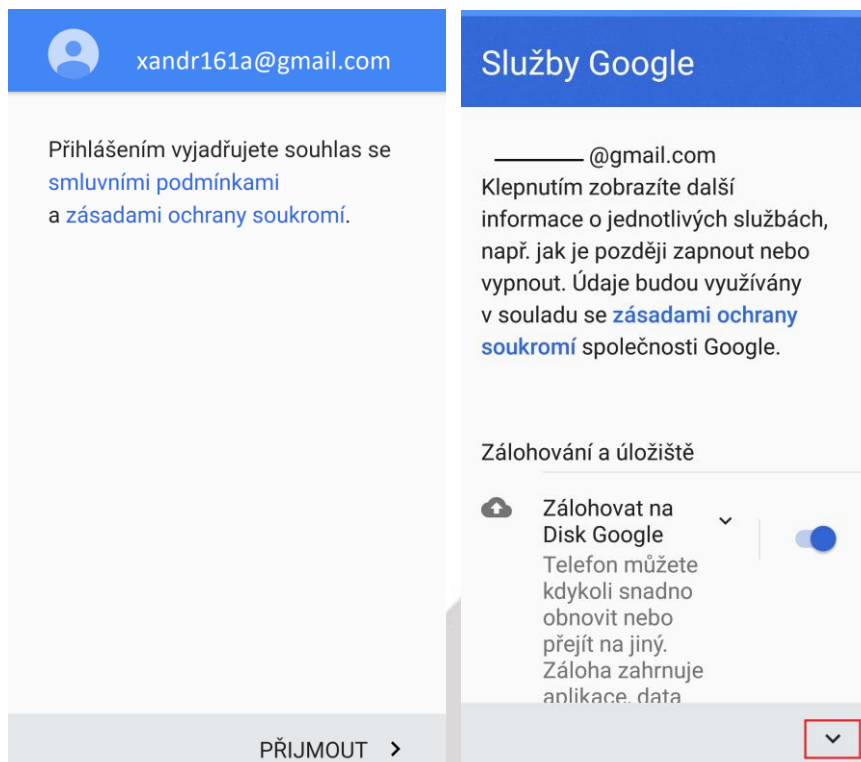 xandr161a@gmail.com
Přihlášením vyjadřujete souhlas se
smluvními podmínkami
a zásadami ochrany soukromí.
PŘIJMOUT
Služby Google
@gmail.com
Klepnutím zobrazíte další
informace o jednotlivých službách,
např. jak je později zapnout nebo
vypnout. Údaje budou využívány
v souladu se zásadami ochrany
soukromí společnosti Google.
Zálohování a úložiště
Zálohovat na
Disk Google
Telefon můžete
kdykoli snadno
obnovit nebo
přejít na jiný.
Záloha zahrnuje
aplikace, data